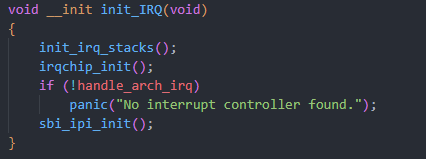 void __init init_IRQ(void)
{
    init_irq_stacks();
    irqchip_init();
    if (!handle_arch_irq)
        panic("No interrupt controller found.");
    sbi_ipi_init();
}